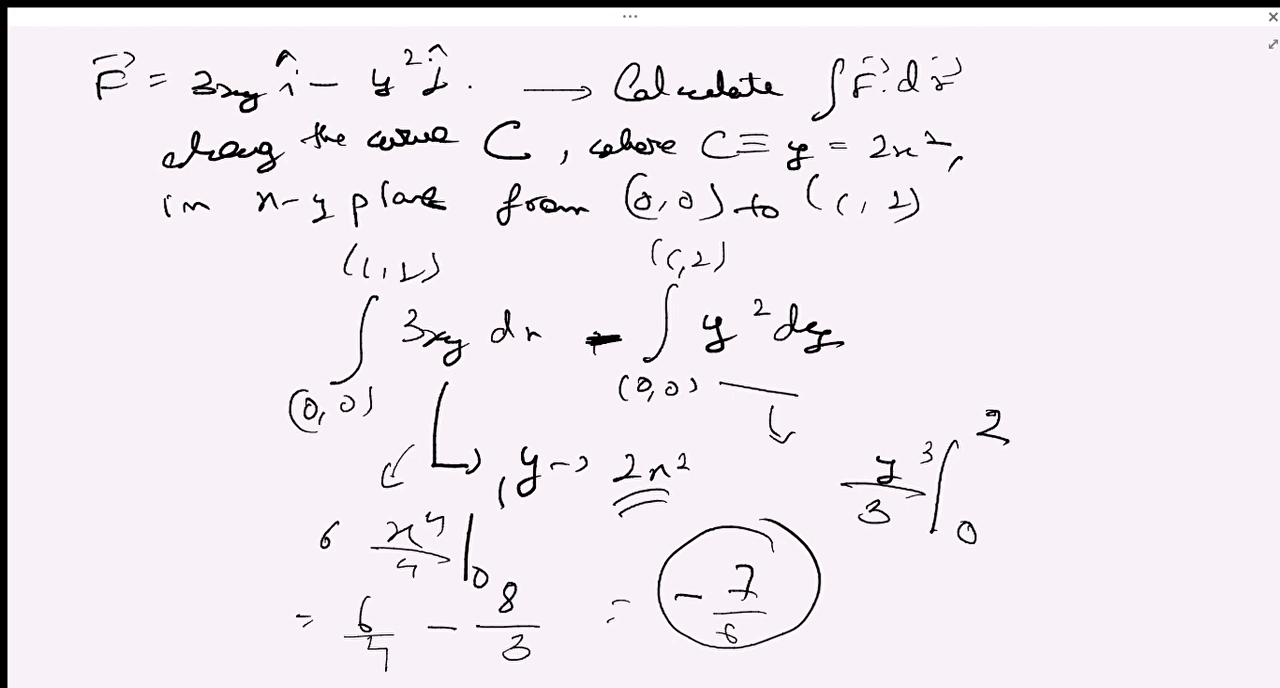 F⃗ = 3xy î − y² ĵ. → Calculate ∫F⃗.dr⃗
along the curve C, where C ≡ y = 2x²,
in x-y plane from (0,0) to (1,2)
(1,2) (1,2)
∫ 3xy dx − ∫ y² dy
(0,0) (0,0)
, y → 2x² y³/3 |₀²
6 x⁴/4 |₀
= 6/4 − 8/3 = −7/6